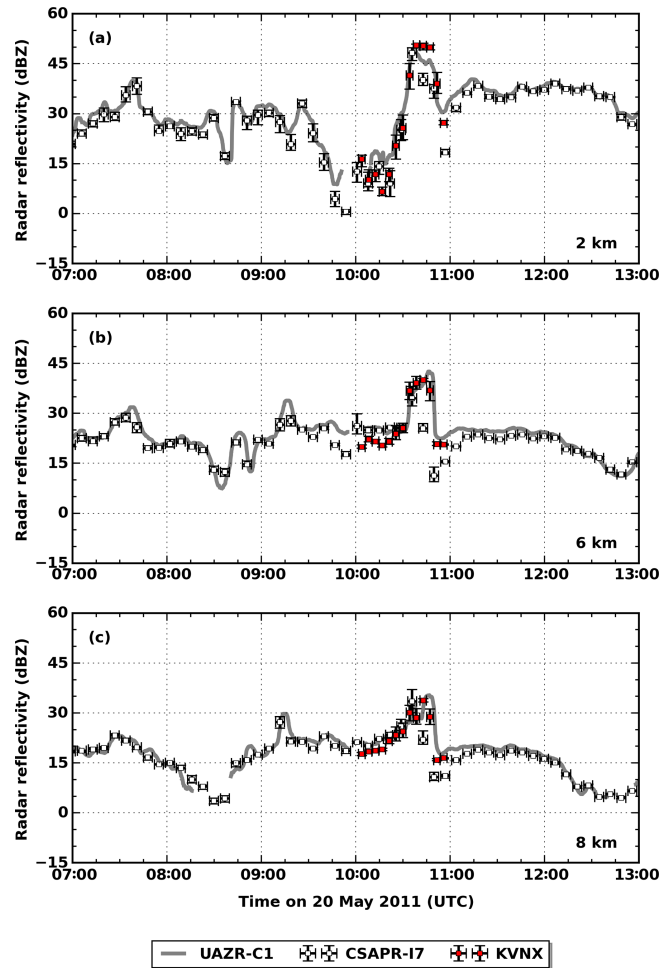 60
(a)
45
30
15
0
−15
Radar reflectivity (dBZ)
2 km
07:00 08:00 09:00 10:00 11:00 12:00 13:00
60
(b)
45
30
15
0
−15
Radar reflectivity (dBZ)
6 km
07:00 08:00 09:00 10:00 11:00 12:00 13:00
60
(c)
45
30
15
0
−15
Radar reflectivity (dBZ)
8 km
07:00 08:00 09:00 10:00 11:00 12:00 13:00
Time on 20 May 2011 (UTC)
UAZR-C1 CSAPR-I7 KVNX